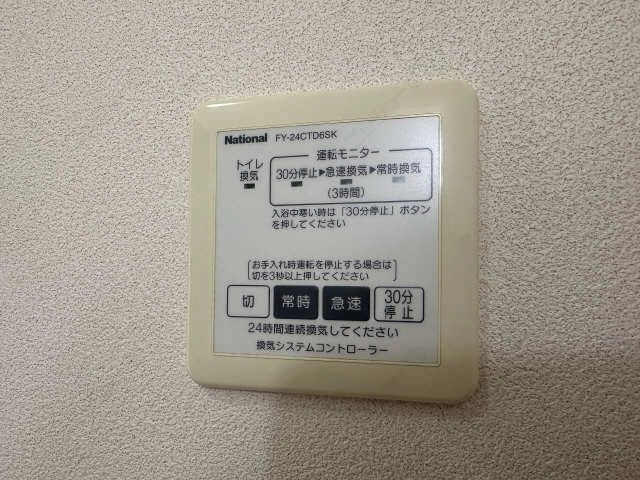 National FY-24CTD6SK
運転モニター
トイレ
換気
30分停止▶急速換気▶常時換気
(3時間)
入浴中寒い時は「30分停止」ボタン
を押してください
お手入れ時運転を停止する場合は
切を3秒以上押してください
切 常時 急速 30分
停止
24時間連続換気してください
換気システムコントローラー